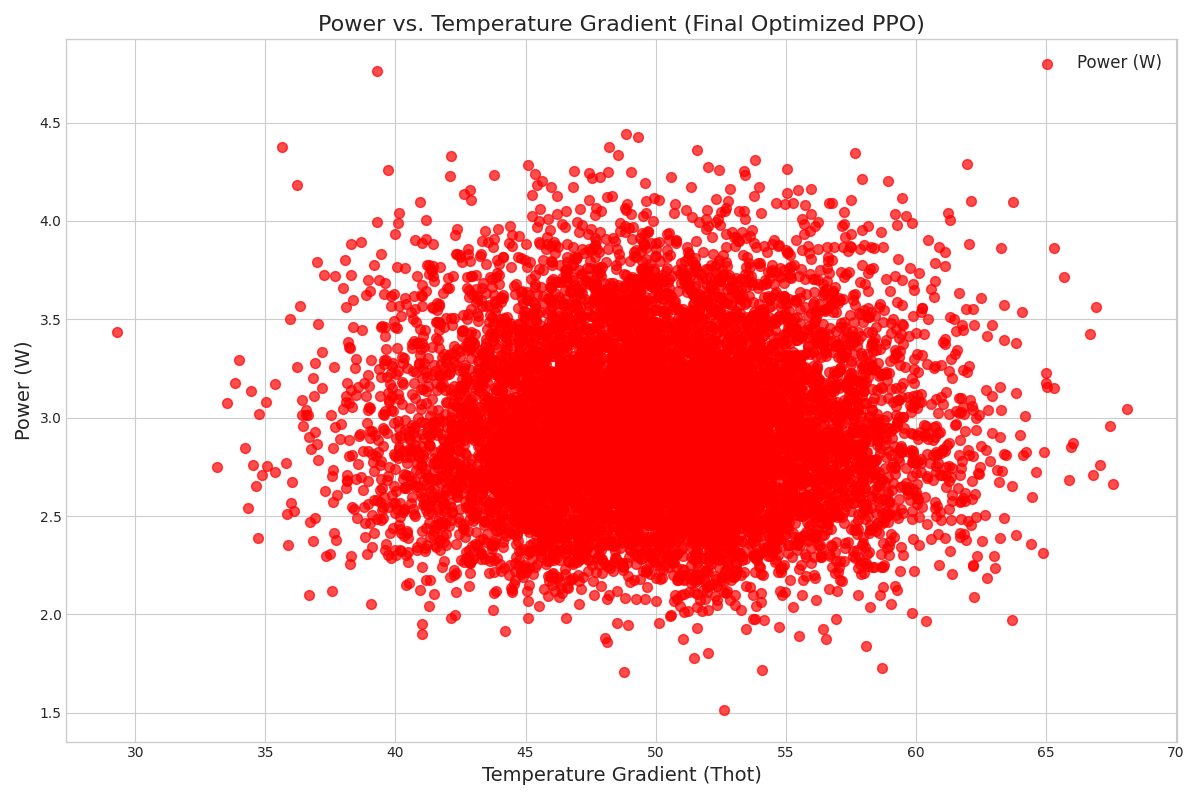 Power vs. Temperature Gradient (Final Optimized PPO)
Power (W)
4.5
4.0
3.5
3.0
2.5
2.0
1.5
Power (W)
30 35 40 45 50 55 60 65 70
Temperature Gradient (Thot)